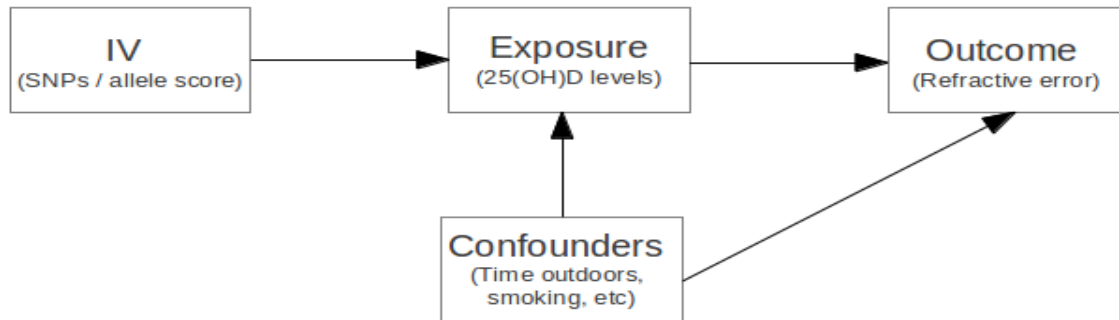 IV
(SNPs / allele score)
Exposure
(25(OH)D levels)
Outcome
(Refractive error)
Confounders
(Time outdoors,
smoking, etc)